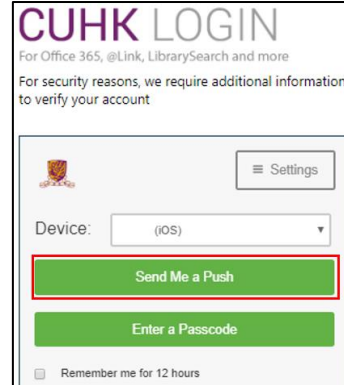 CUHK LOGIN
For Office 365, @Link, LibrarySearch and more
For security reasons, we require additional information
to verify your account
≡ Settings
Device: (iOS)
Send Me a Push
Enter a Passcode
Remember me for 12 hours